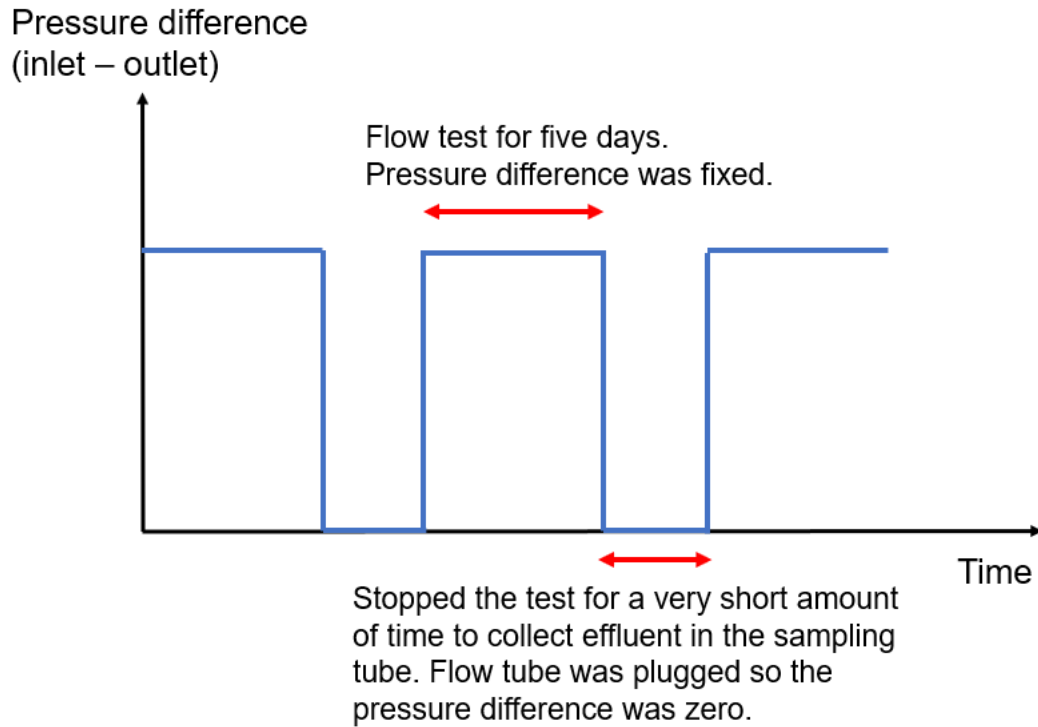 Pressure difference
(inlet – outlet)
Flow test for five days.
Pressure difference was fixed.
Time
Stopped the test for a very short amount
of time to collect effluent in the sampling
tube. Flow tube was plugged so the
pressure difference was zero.